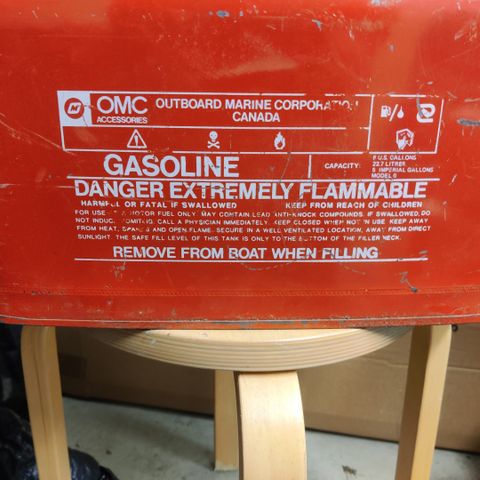 OMC
ACCESSORIES
OUTBOARD MARINE CORPORATION
CANADA
GASOLINE
CAPACITY:
6 U.S. GALLONS
22.7 LITRES
5 IMPERIAL GALLONS
MODEL 6
DANGER EXTREMELY FLAMMABLE
HARMFUL OR FATAL IF SWALLOWED KEEP FROM REACH OF CHILDREN
FOR USE AS A MOTOR FUEL ONLY. MAY CONTAIN LEAD ANTI-KNOCK COMPOUNDS. IF SWALLOWED, DO
NOT INDUCE VOMITING. CALL A PHYSICIAN IMMEDIATELY. KEEP CLOSED WHEN NOT IN USE. KEEP AWAY
FROM HEAT, SPARKS AND OPEN FLAME. SECURE IN A WELL VENTILATED LOCATION, AWAY FROM DIRECT
SUNLIGHT. THE SAFE FILL LEVEL OF THIS TANK IS ONLY TO THE BOTTOM OF THE FILLER NECK.
REMOVE FROM BOAT WHEN FILLING